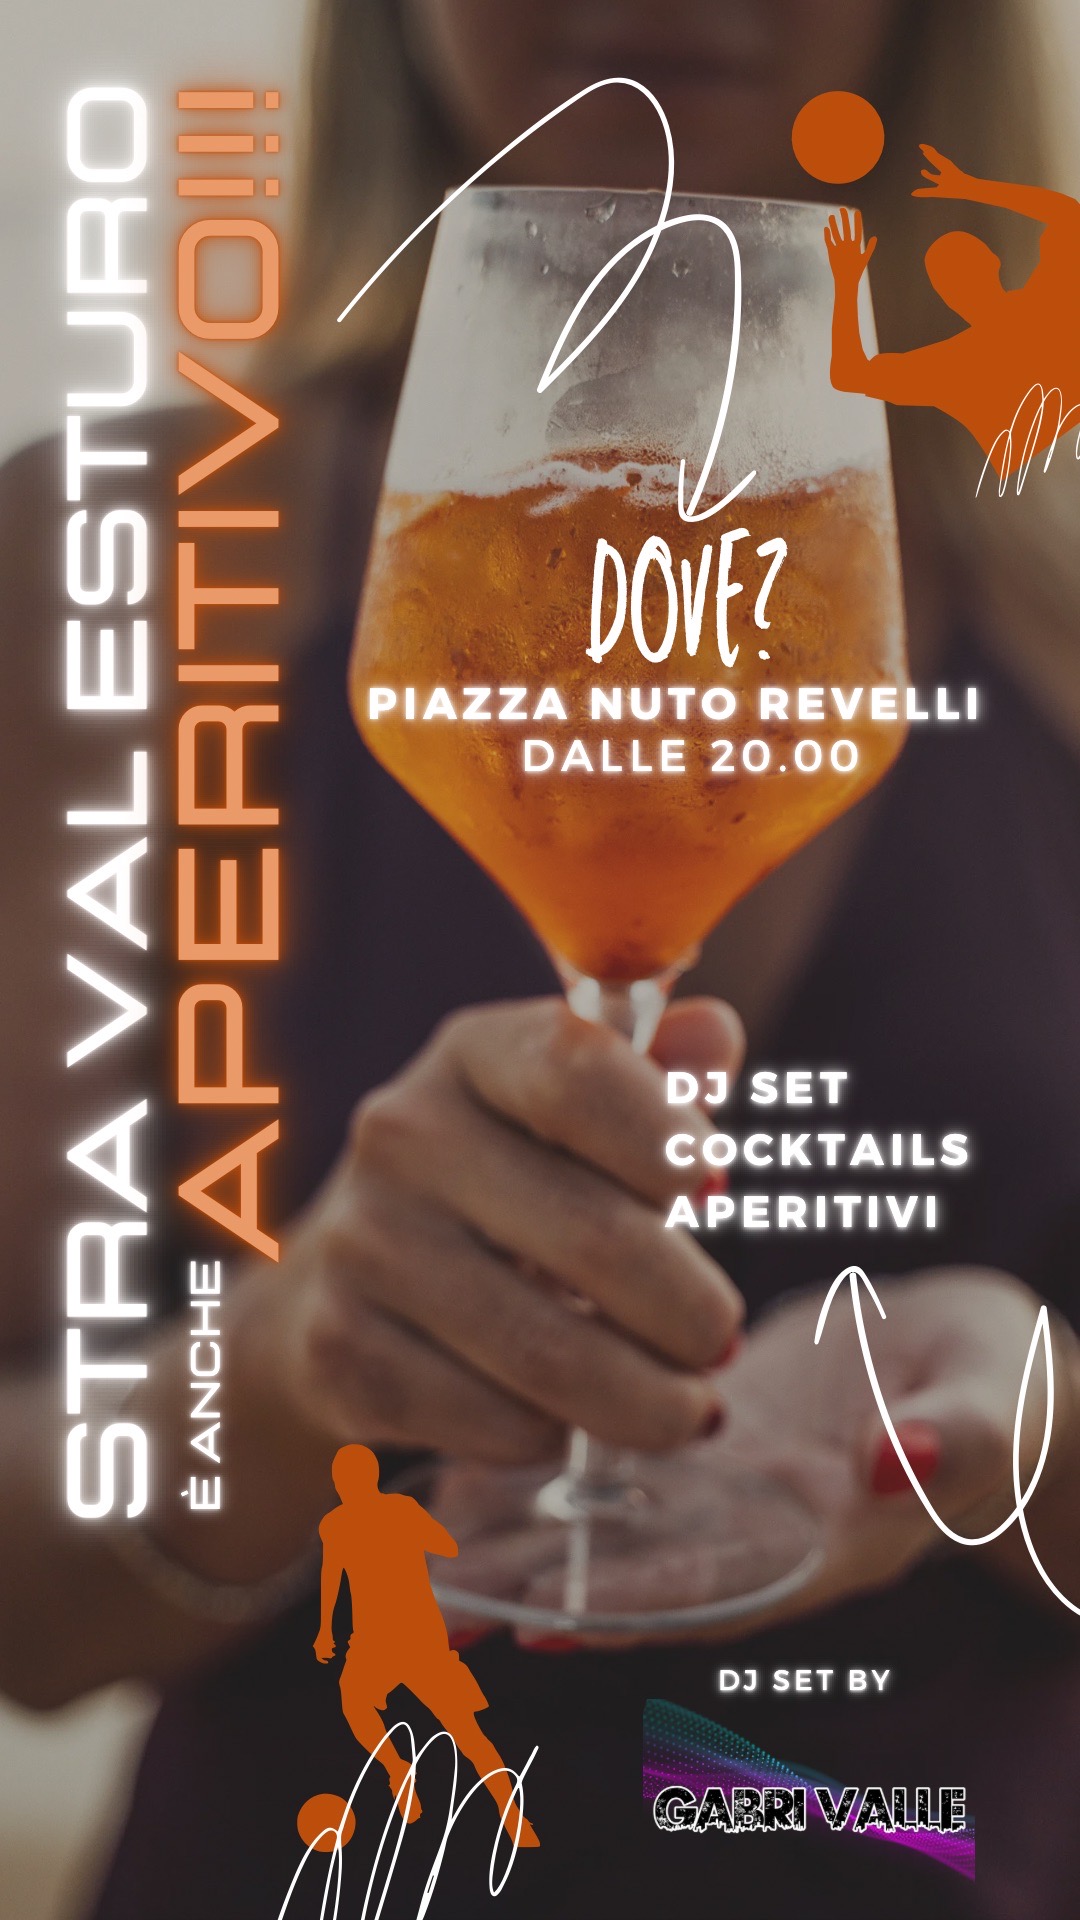 STRA VAL ESTURO
È ANCHE APERITIVO!!!
DOVE?
PIAZZA NUTO REVELLI
DALLE 20.00
DJ SET
COCKTAILS
APERITIVI
DJ SET BY
GABRI VALLE